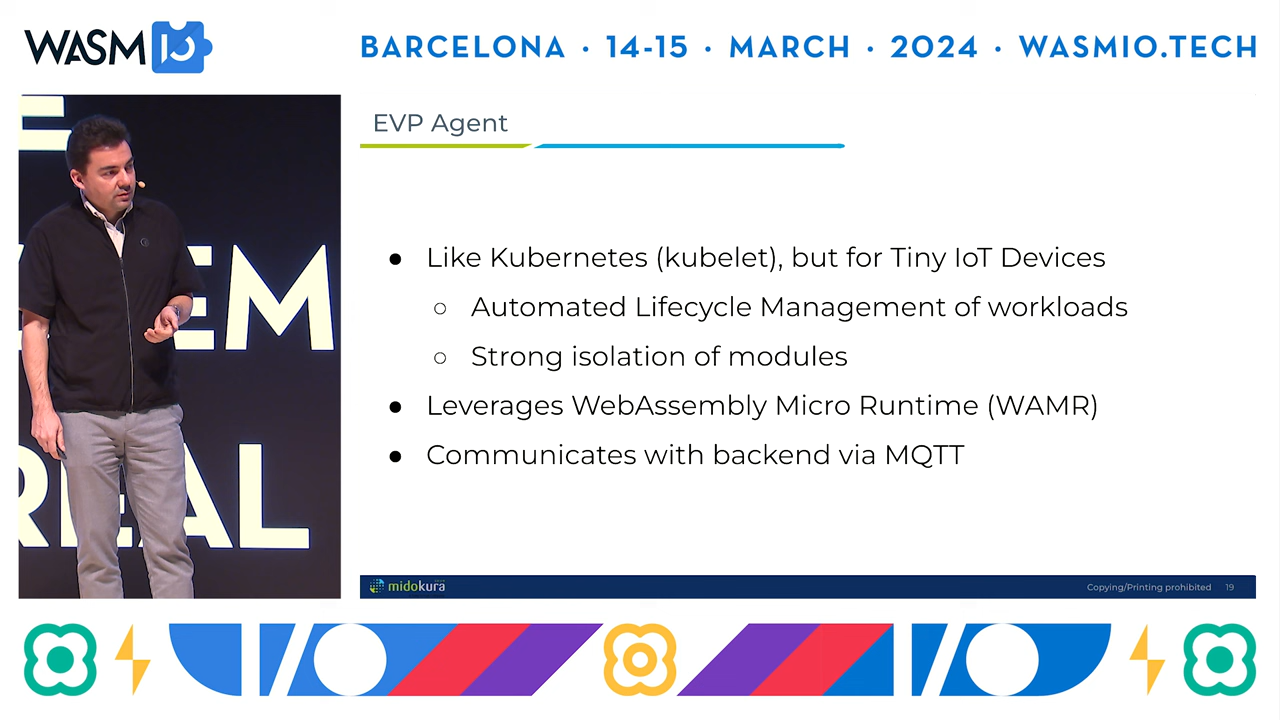 WASM IO
BARCELONA · 14-15 · MARCH · 2024 · WASMIO.TECH
EVP Agent
● Like Kubernetes (kubelet), but for Tiny IoT Devices
○ Automated Lifecycle Management of workloads
○ Strong isolation of modules
● Leverages WebAssembly Micro Runtime (WAMR)
● Communicates with backend via MQTT
EM
REAL
midokura
Copying/Printing prohibited 19